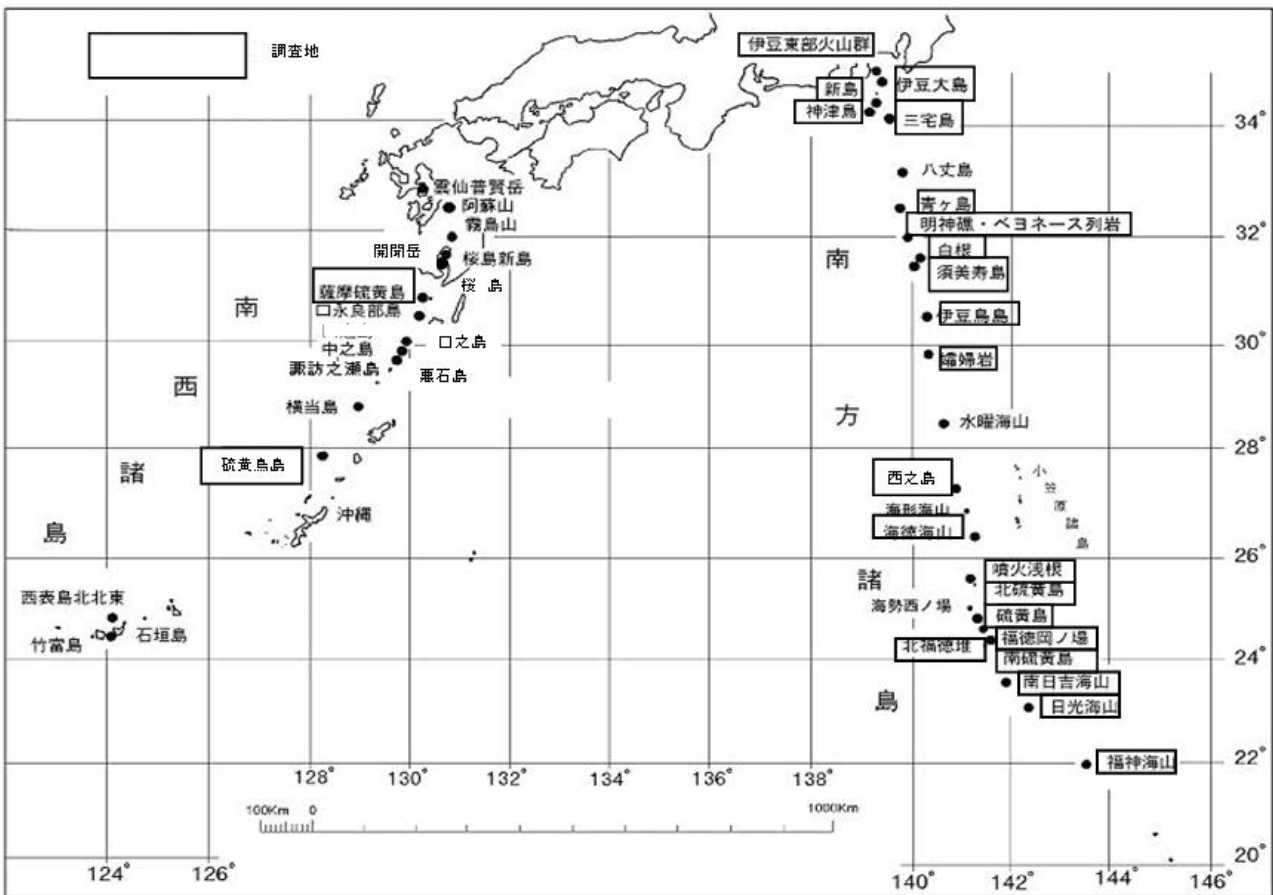 調査地
伊豆東部火山群
伊豆大島
新島
神津島
三宅島
34°
八丈島
雲仙普賢岳
阿蘇山
青ヶ島
霧島山
明神礁・ベヨネース列岩
32°
開聞岳
桜島新島
白根
須美寿島
桜 島
薩摩硫黄島
口永良部島
伊豆鳥島
口之島
中之島
30°
諏訪之瀬島
悪石島
孀婦岩
横当島
水曜海山
28°
硫黄鳥島
西之島
沖縄
海形海山
海徳海山
小笠原諸島
26°
噴火浅根
北硫黄島
西表島北北東
海勢西ノ場
硫黄島
竹富島
石垣島
北福徳堆
福徳岡ノ場
南硫黄島
24°
南日吉海山
日光海山
福神海山
22°
南西諸島
南方諸島
128°
130°
132°
134°
136°
138°
100Km 0 1000Km
20°
124°
126°
140°
142°
144°
146°